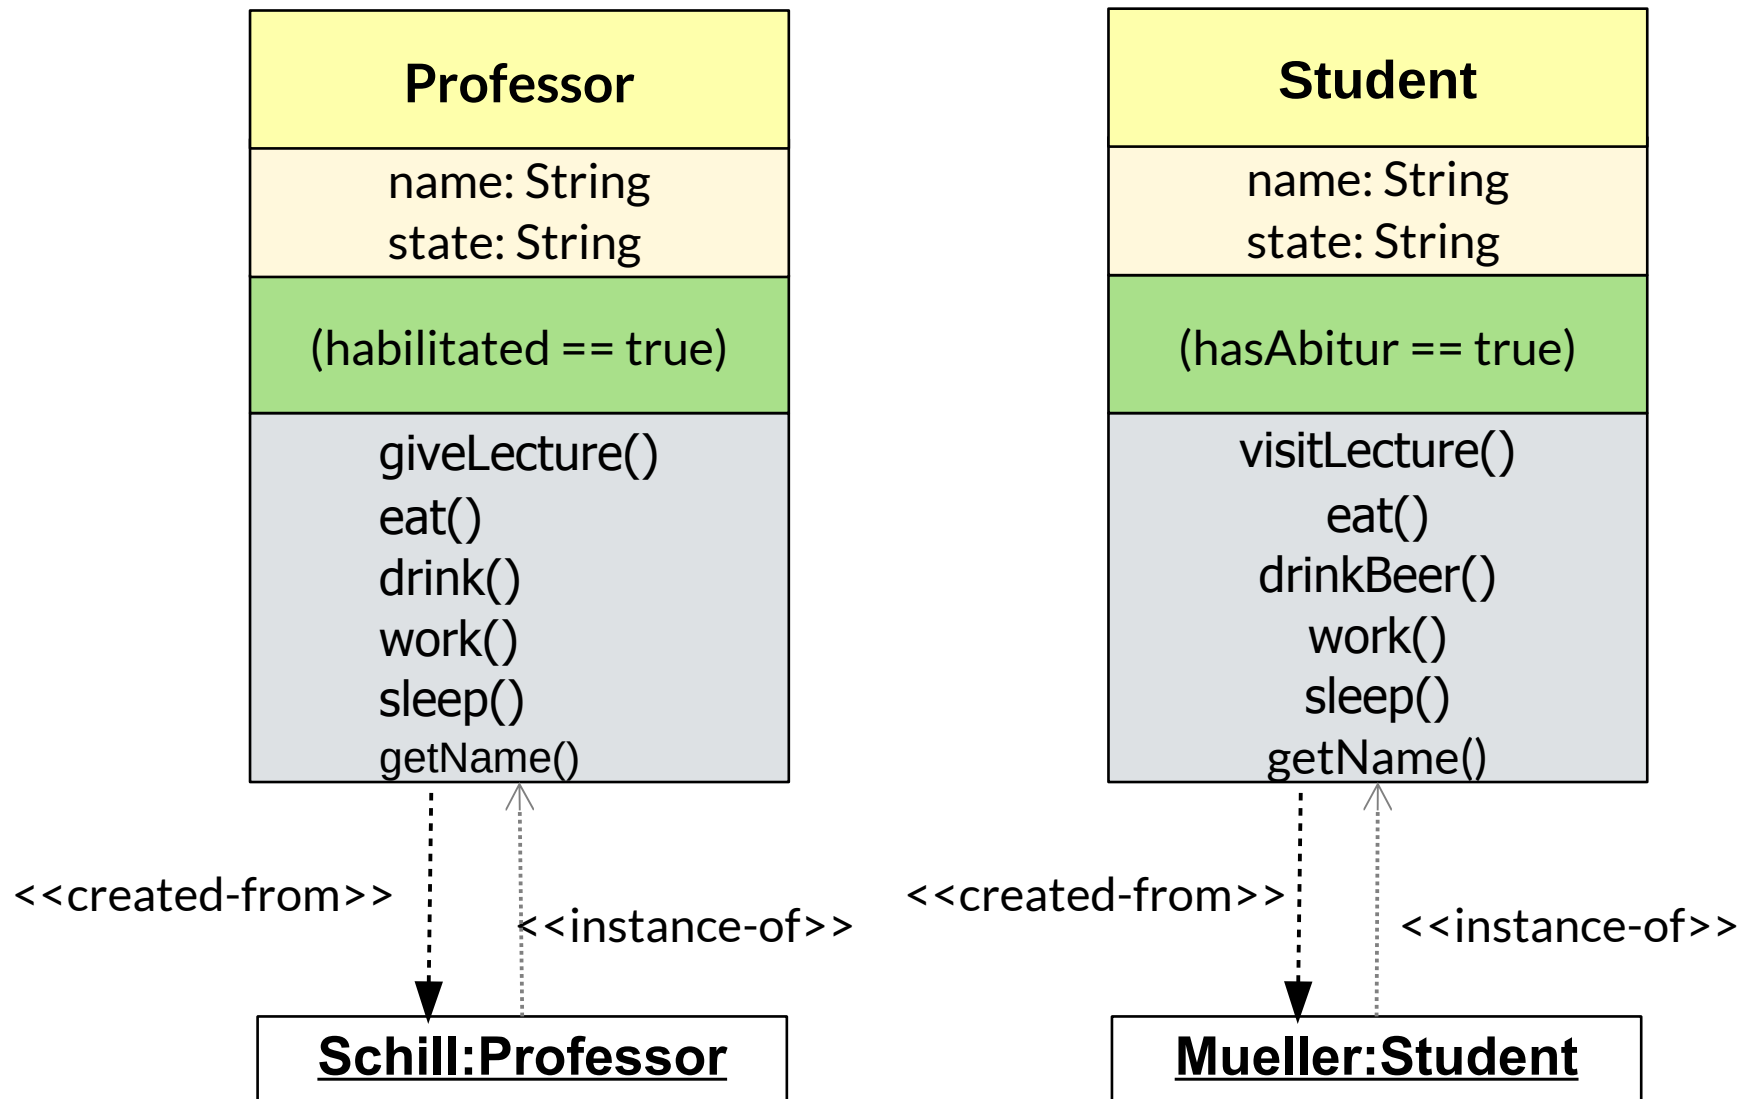 Professor
name: String
state: String
(habilitated == true)
giveLecture()
eat()
drink()
work()
sleep()
getName()
<<created-from>>
<<instance-of>>
Schill:Professor
Student
name: String
state: String
(hasAbitur == true)
visitLecture()
eat()
drinkBeer()
work()
sleep()
getName()
<<created-from>>
<<instance-of>>
Mueller:Student